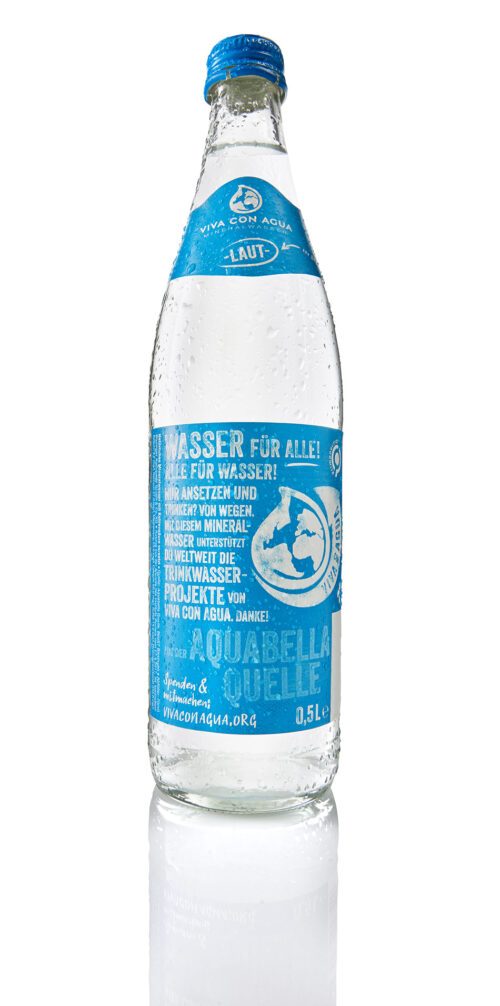 VIVA CON AGUA
MINERALWASSER
-LAUT-
WASSER FÜR ALLE!
ALLE FÜR WASSER!
NUR ANSETZEN UND
TRINKEN? VON WEGEN.
MIT DIESEM MINERAL-
WASSER UNTERSTÜTZT
DU WELTWEIT DIE
TRINKWASSER-
PROJEKTE VON
VIVA CON AGUA. DANKE!
AUS DER AQUABELLA
QUELLE
Spenden &
mitmachen:
VIVACONAGUA.ORG
0,5L e